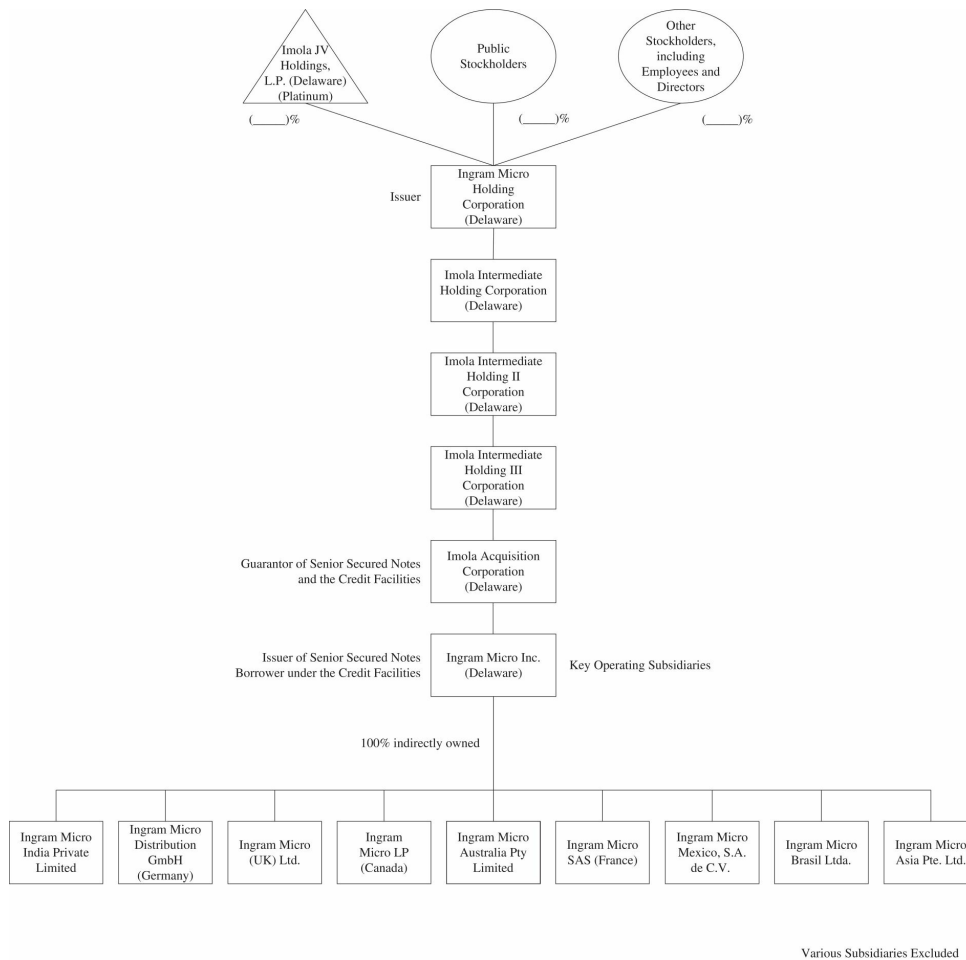 Imola JV
Holdings,
L.P. (Delaware)
(Platinum)
Public
Stockholders
Other
Stockholders,
including
Employees and
Directors
(_____)%
(_____)%
(_____)%
Issuer
Ingram Micro
Holding
Corporation
(Delaware)
Imola Intermediate
Holding Corporation
(Delaware)
Imola Intermediate
Holding II
Corporation
(Delaware)
Imola Intermediate
Holding III
Corporation
(Delaware)
Guarantor of Senior Secured Notes
and the Credit Facilities
Imola Acquisition
Corporation
(Delaware)
Issuer of Senior Secured Notes
Borrower under the Credit Facilities
Ingram Micro Inc.
(Delaware)
Key Operating Subsidiaries
100% indirectly owned
Ingram Micro
India Private
Limited
Ingram Micro
Distribution
GmbH
(Germany)
Ingram Micro
(UK) Ltd.
Ingram
Micro LP
(Canada)
Ingram Micro
Australia Pty
Limited
Ingram Micro
SAS (France)
Ingram Micro
Mexico, S.A.
de C.V.
Ingram Micro
Brasil Ltda.
Ingram Micro
Asia Pte. Ltd.
Various Subsidiaries Excluded